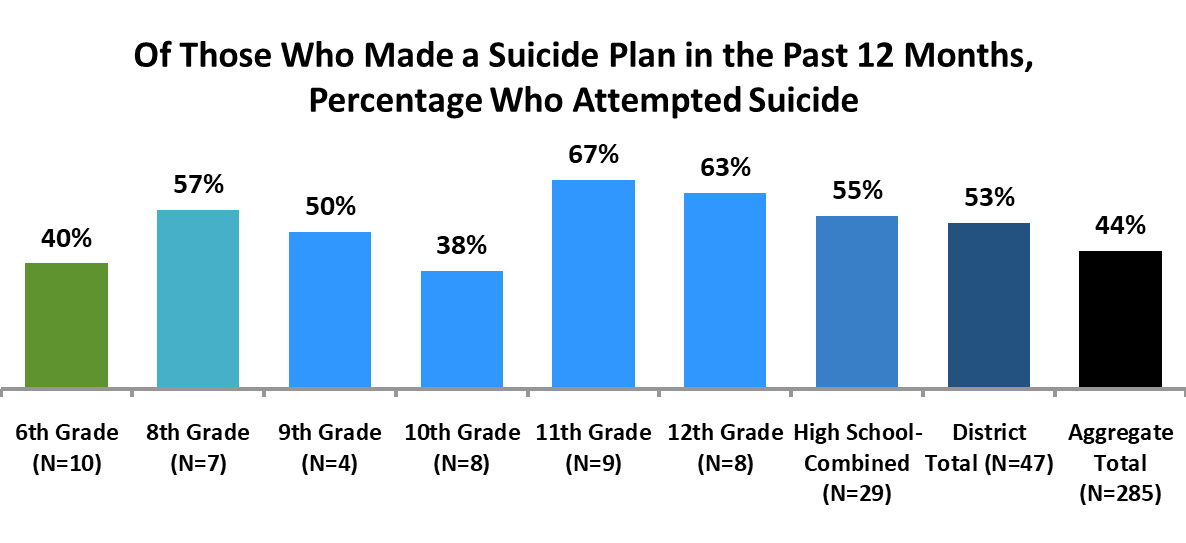 Of Those Who Made a Suicide Plan in the Past 12 Months,
Percentage Who Attempted Suicide
40%
57%
50%
38%
67%
63%
55%
53%
44%
6th Grade
(N=10)
8th Grade
(N=7)
9th Grade
(N=4)
10th Grade
(N=8)
11th Grade
(N=9)
12th Grade
(N=8)
High School-
Combined
(N=29)
District
Total (N=47)
Aggregate
Total
(N=285)